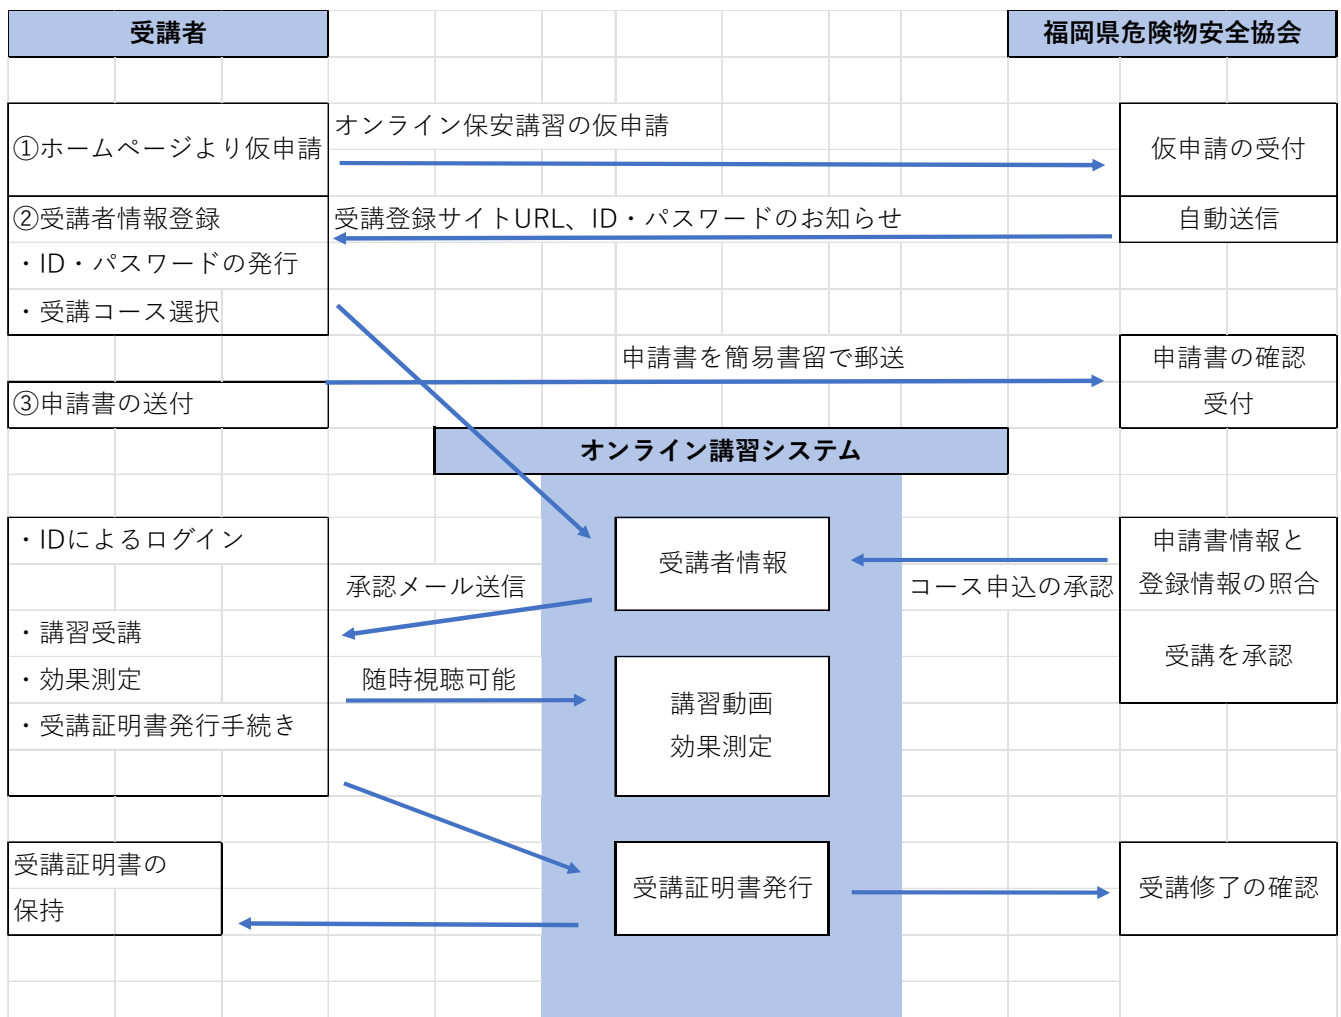 受講者
福岡県危険物安全協会
オンライン保安講習の仮申請
①ホームページより仮申請
仮申請の受付
②受講者情報登録
受講登録サイトURL、ID・パスワードのお知らせ
自動送信
・ID・パスワードの発行
・受講コース選択
申請書を簡易書留で郵送
申請書の確認
③申請書の送付
受付
オンライン講習システム
・IDによるログイン
受講者情報
申請書情報と
承認メール送信
コース申込の承認
登録情報の照合
・講習受講
受講を承認
・効果測定
随時視聴可能
講習動画
・受講証明書発行手続き
効果測定
受講証明書の
保持
受講証明書発行
受講修了の確認